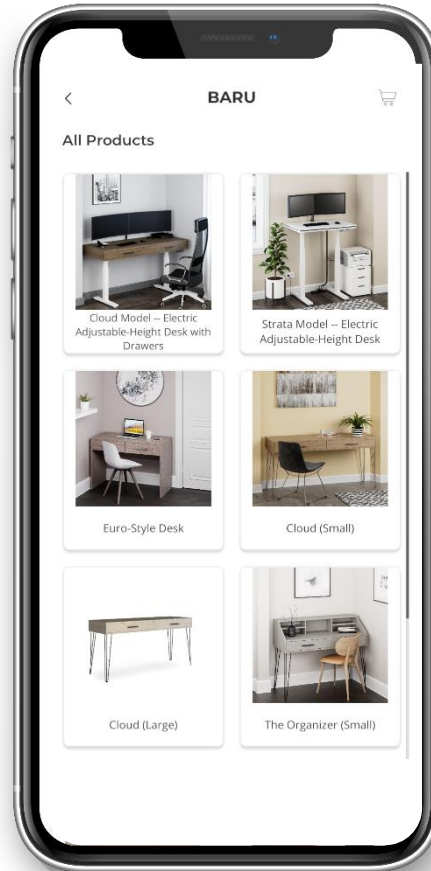 BARU
All Products
Cloud Model -- Electric
Adjustable-Height Desk with
Drawers
Strata Model -- Electric
Adjustable-Height Desk
Euro-Style Desk
Cloud (Small)
Cloud (Large)
The Organizer (Small)